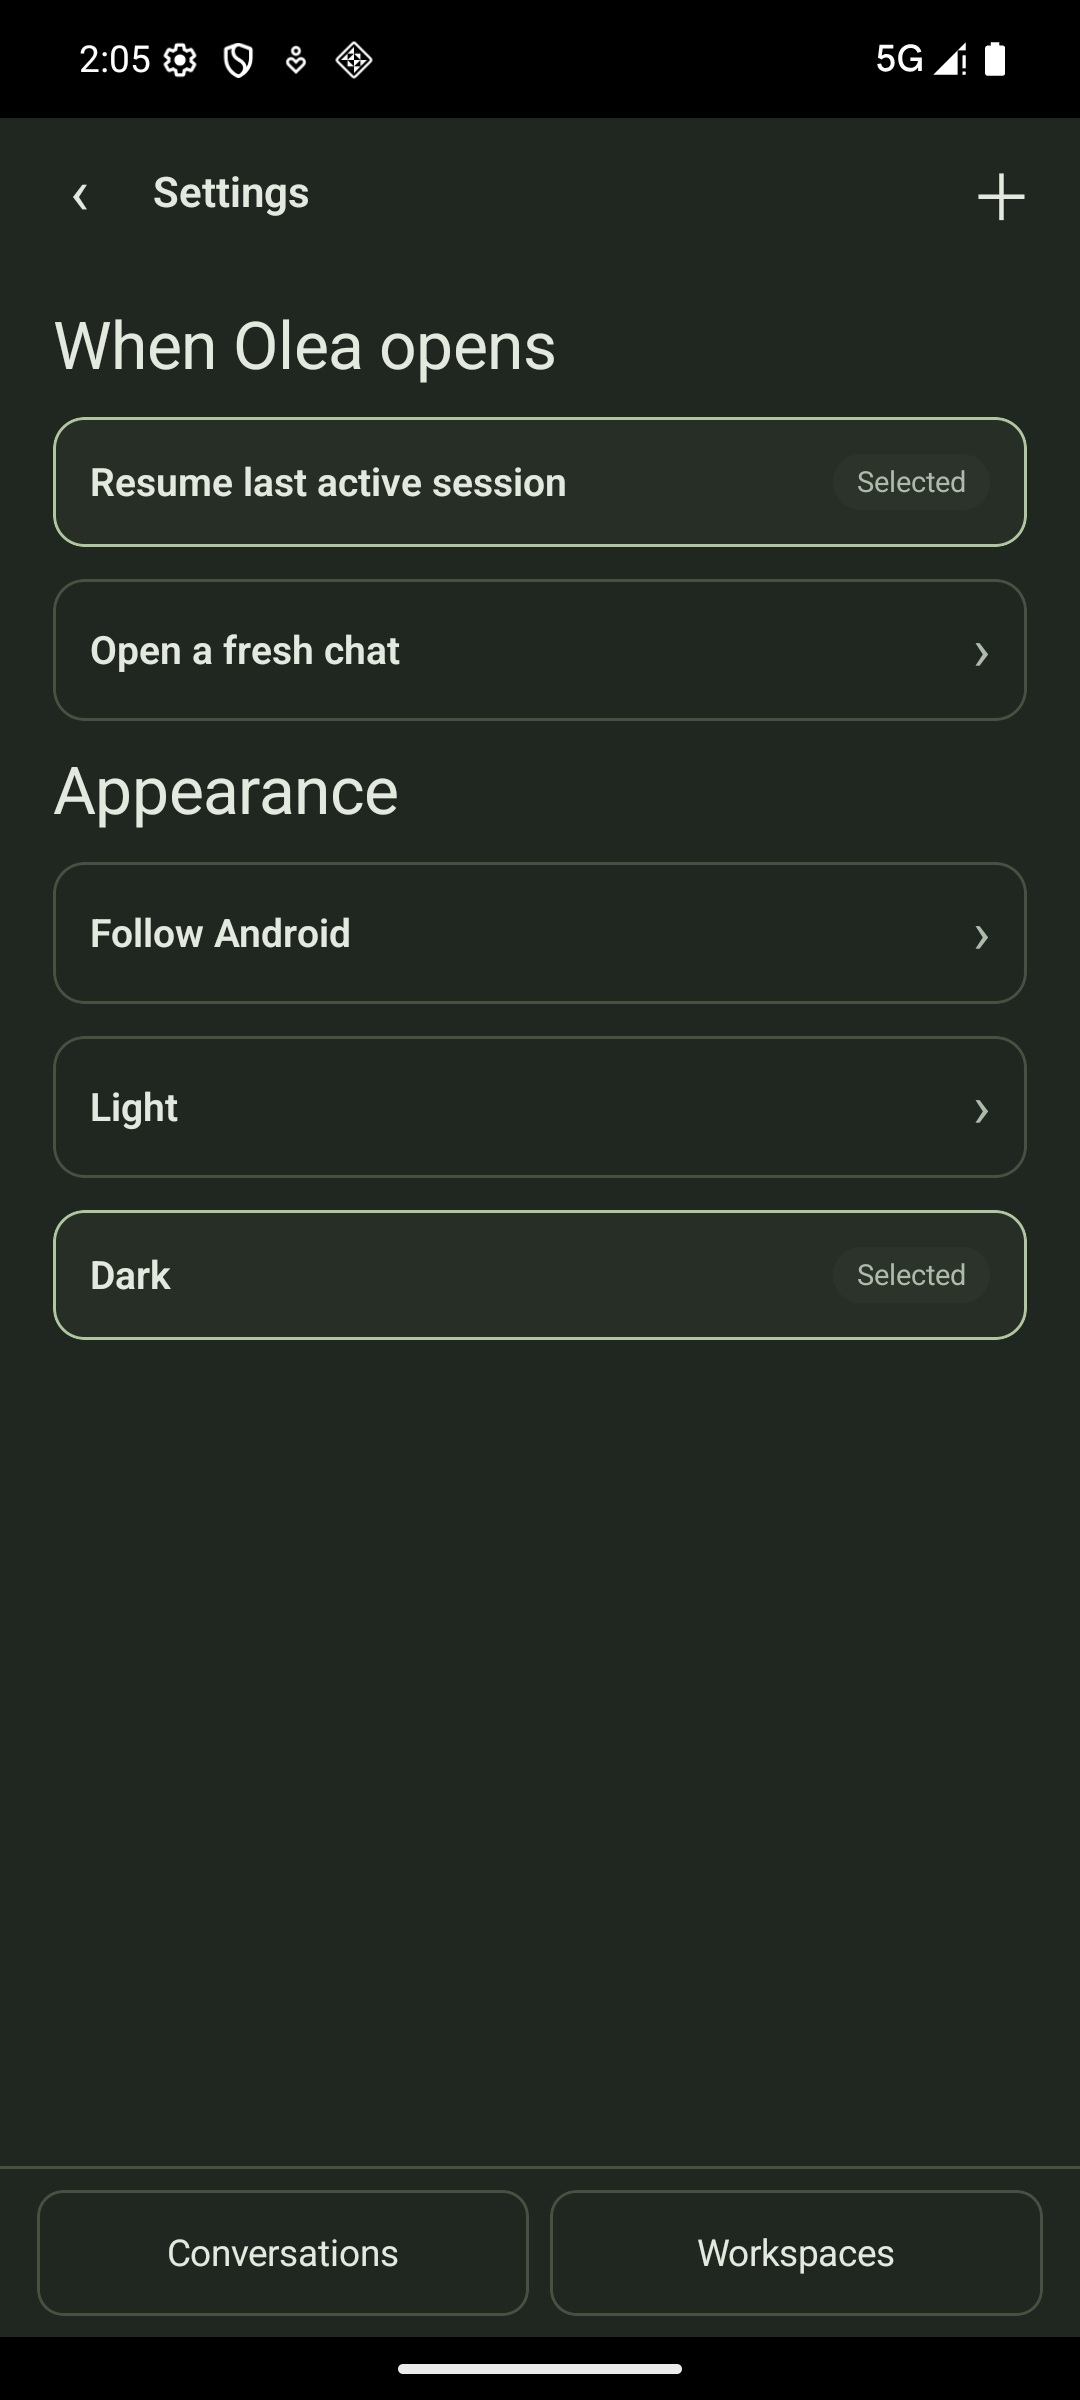 2:05
5G
Settings
When Olea opens
Resume last active session
Selected
Open a fresh chat
Appearance
Follow Android
Light
Dark
Selected
Conversations
Workspaces